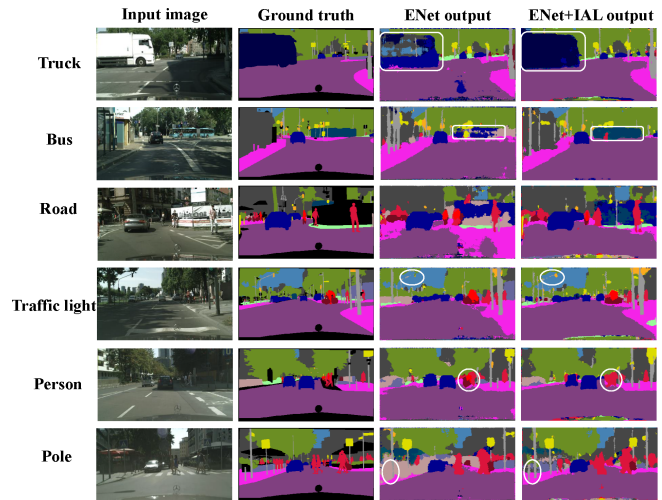 Input image Ground truth ENet output ENet+IAL output
Truck
Bus
Road
Traffic light
Person
Pole